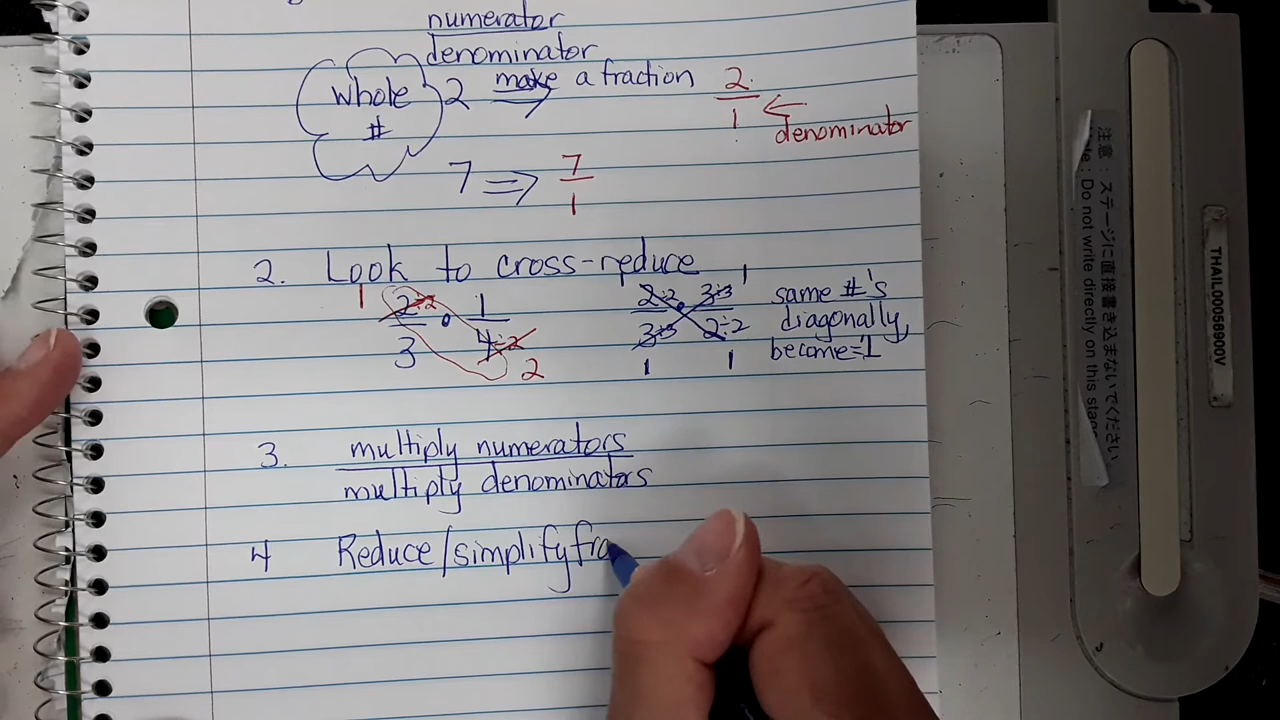 numerator
denominator
whole # 2 make a fraction 2/1 ← denominator
7 ⇒ 7/1
2. Look to cross-reduce
1 2÷2/3 · 1/4÷2 2
2÷2/3÷3 · 3÷3/2÷2 1 1 1
same #'s
diagonally,
become=1
3. multiply numerators
multiply denominators
4 Reduce/simplify fra
注意:ステージに直接書き込まないでください。
: Do not write directly on this stage
THAIL00058900V